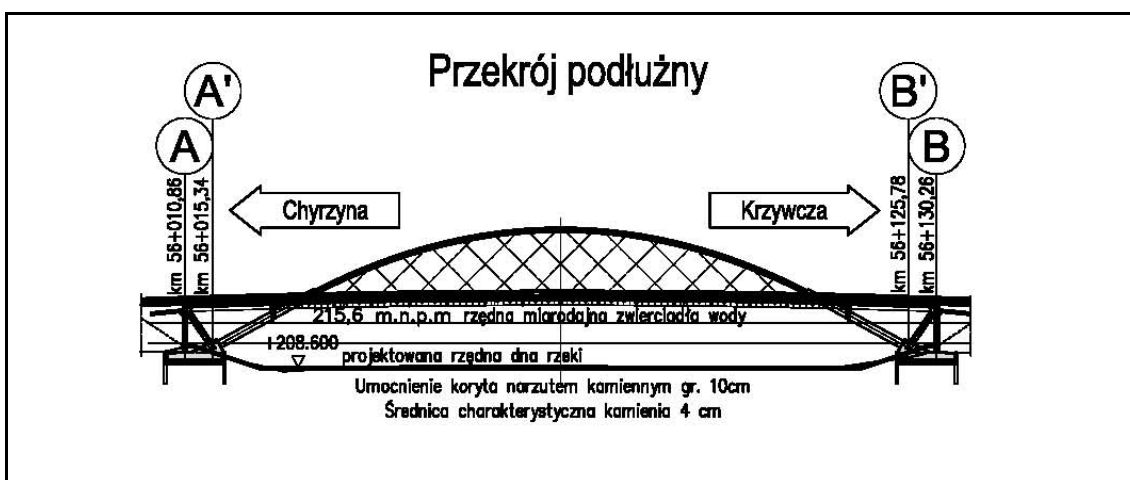 Przekrój podłużny
A'
B'
A
B
km 56+010,86
km 56+015,34
Chyrzyna
Krzywcza
km 56+125,78
km 56+130,26
215,6 m.n.p.m rzędna miarodajna zwierciadła wody
+208.600
projektowana rzędna dna rzeki
Umocnienie koryta narzutem kamiennym gr. 10cm
Średnica charakterystyczna kamienia 4 cm